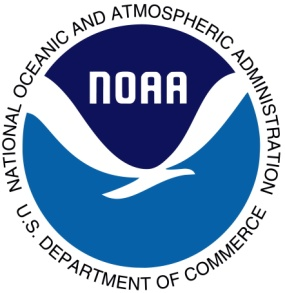 NATIONAL OCEANIC AND ATMOSPHERIC ADMINISTRATION
NOAA
U.S. DEPARTMENT OF COMMERCE